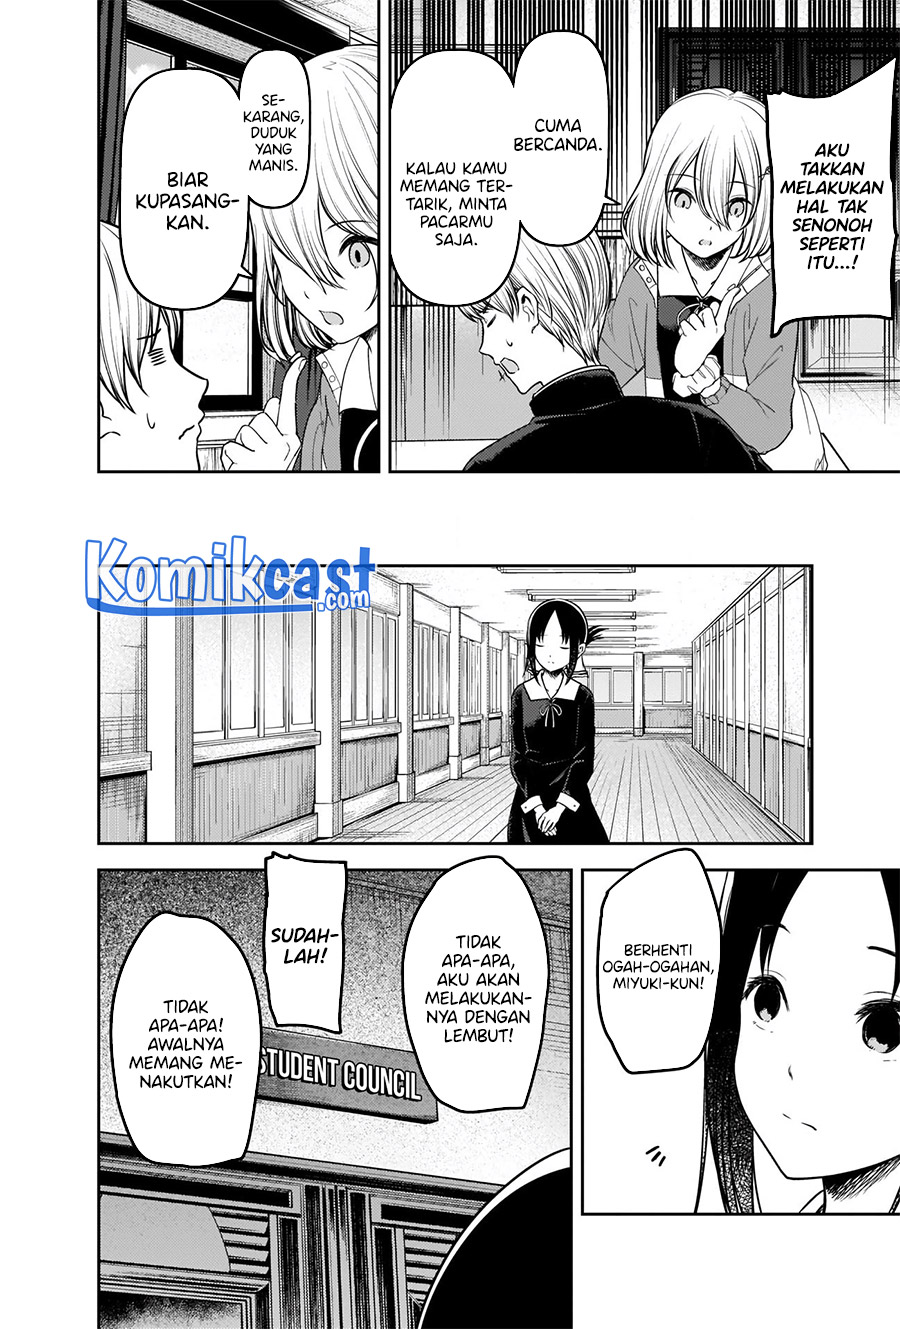 AKU
TAKKAN
MELAKUKAN
HAL TAK
SENONOH
SEPERTI
ITU...!
CUMA
BERCANDA.
KALAU KAMU
MEMANG TER-
TARIK, MINTA
PACARMU
SAJA.
SE-
KARANG,
DUDUK
YANG
MANIS.
BIAR
KUPASANG-
KAN.
Komikcast
.com
BERHENTI
OGAH-OGAHAN,
MIYUKI-KUN!
TIDAK
APA-APA,
AKU AKAN
MELAKUKAN-
NYA DENGAN
LEMBUT!
SUDAH-
LAH!
TIDAK
APA-APA!
AWALNYA
MEMANG ME-
NAKUTKAN!
STUDENT COUNCIL